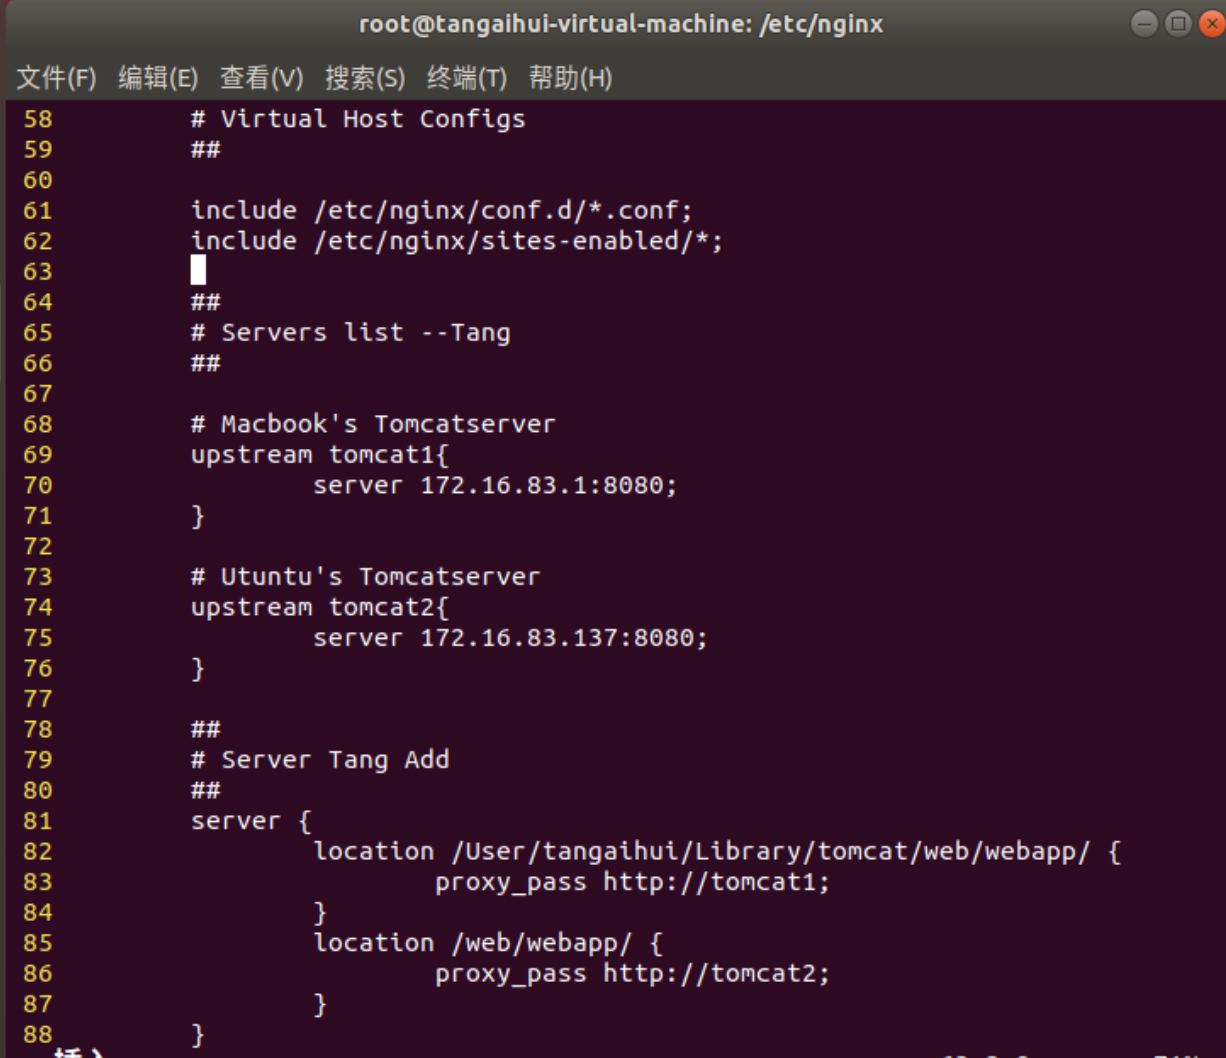 root@tangaihui-virtual-machine: /etc/nginx
文件(F) 编辑(E) 查看(V) 搜索(S) 终端(T) 帮助(H)
58 # Virtual Host Configs
59 ##
60
61 include /etc/nginx/conf.d/*.conf;
62 include /etc/nginx/sites-enabled/*;
63
64 ##
65 # Servers list --Tang
66 ##
67
68 # Macbook's Tomcatserver
69 upstream tomcat1{
70 server 172.16.83.1:8080;
71 }
72
73 # Utuntu's Tomcatserver
74 upstream tomcat2{
75 server 172.16.83.137:8080;
76 }
77
78 ##
79 # Server Tang Add
80 ##
81 server {
82 location /User/tangaihui/Library/tomcat/web/webapp/ {
83 proxy_pass http://tomcat1;
84 }
85 location /web/webapp/ {
86 proxy_pass http://tomcat2;
87 }
88 }